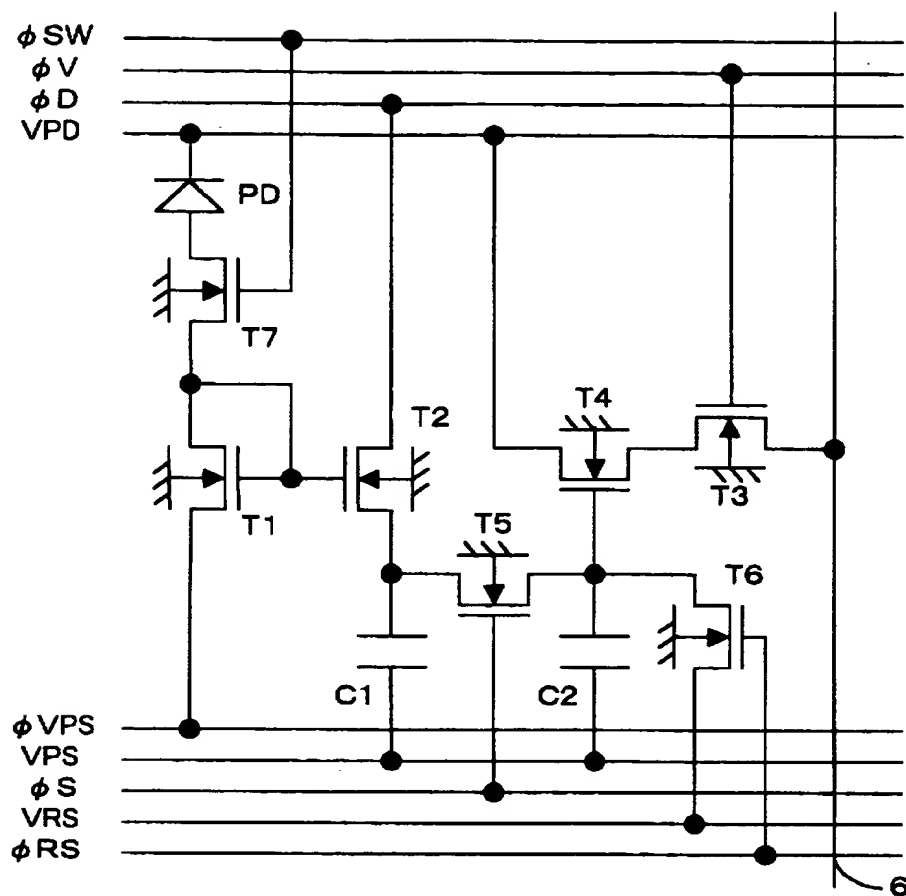 φSW
φV
φD
VPD
PD
T7
T4
T2
T3
T1
T5
T6
C1
C2
φVPS
VPS
φS
VRS
φRS
6